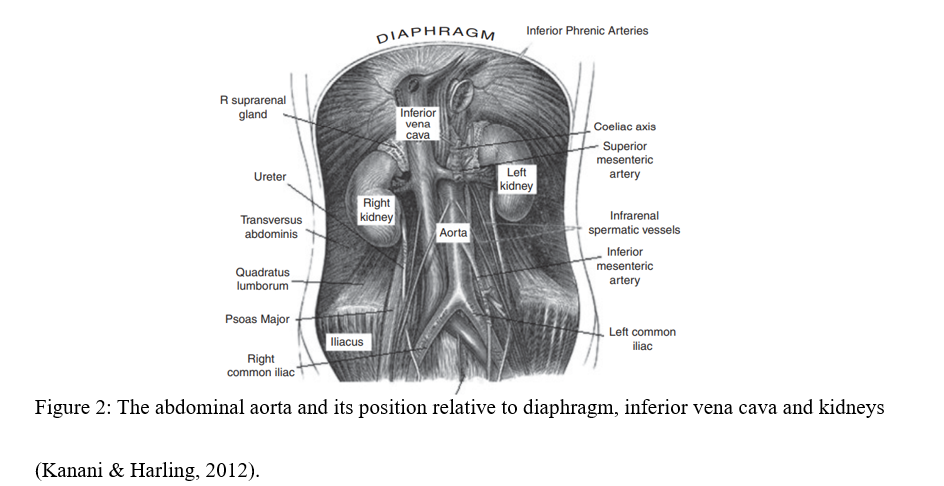 DIAPHRAGM
Inferior Phrenic Arteries
R suprarenal
gland
Inferior
vena
cava
Coeliac axis
Superior
mesenteric
artery
Ureter
Left
kidney
Right
kidney
Transversus
abdominis
Infrarenal
spermatic vessels
Aorta
Inferior
mesenteric
artery
Quadratus
lumborum
Psoas Major
Left common
iliac
Iliacus
Right
common iliac
Figure 2: The abdominal aorta and its position relative to diaphragm, inferior vena cava and kidneys
(Kanani & Harling, 2012).